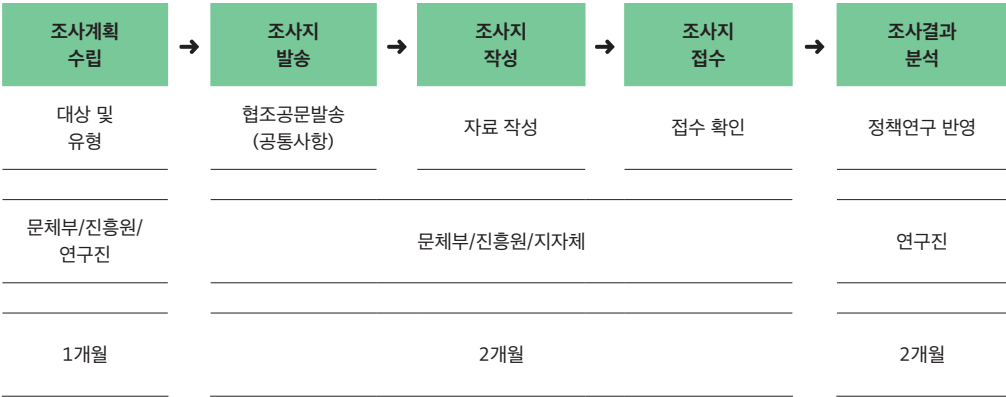 조사계획
수립
➜
조사지
발송
➜
조사지
작성
➜
조사지
접수
➜
조사결과
분석
대상 및
유형
협조공문발송
(공통사항)
자료 작성
접수 확인
정책연구 반영
문체부/진흥원/
연구진
문체부/진흥원/지자체
연구진
1개월
2개월
2개월